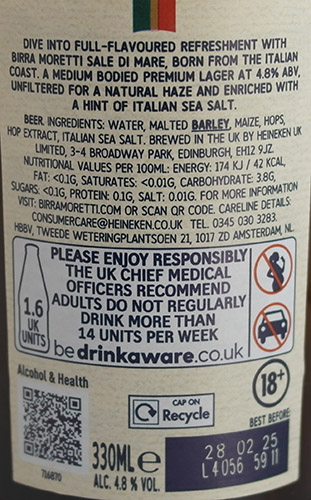 DIVE INTO FULL-FLAVOURED REFRESHMENT WITH
BIRRA MORETTI SALE DI MARE, BORN FROM THE ITALIAN
COAST. A MEDIUM BODIED PREMIUM LAGER AT 4.8% ABV,
UNFILTERED FOR A NATURAL HAZE AND ENRICHED WITH
A HINT OF ITALIAN SEA SALT.
BEER. INGREDIENTS: WATER, MALTED BARLEY, MAIZE, HOPS,
HOP EXTRACT, ITALIAN SEA SALT. BREWED IN THE UK BY HEINEKEN UK
LIMITED, 3-4 BROADWAY PARK, EDINBURGH, EH12 9JZ.
NUTRITIONAL VALUES PER 100ML: ENERGY: 174 KJ / 42 KCAL,
FAT: <0.1G, SATURATES: <0.01G, CARBOHYDRATE: 3.8G,
SUGARS: <0.1G, PROTEIN: 0.1G, SALT: 0.01G. FOR MORE INFORMATION
VISIT: BIRRAMORETTI.COM OR SCAN QR CODE. CARELINE DETAILS:
CONSUMERCARE@HEINEKEN.CO.UK TEL. 0345 030 3283.
HBBV, TWEEDE WETERINGPLANTSOEN 21, 1017 ZD AMSTERDAM, NL.
PLEASE ENJOY RESPONSIBLY
THE UK CHIEF MEDICAL
OFFICERS RECOMMEND
ADULTS DO NOT REGULARLY
DRINK MORE THAN
14 UNITS PER WEEK
1.6
UK
UNITS
be drinkaware.co.uk
Alcohol & Health
716870
CAP ON
Recycle
18+
BEST BEFORE:
330ML e
ALC. 4.8 % VOL.
28 02 25
L4056 59 11